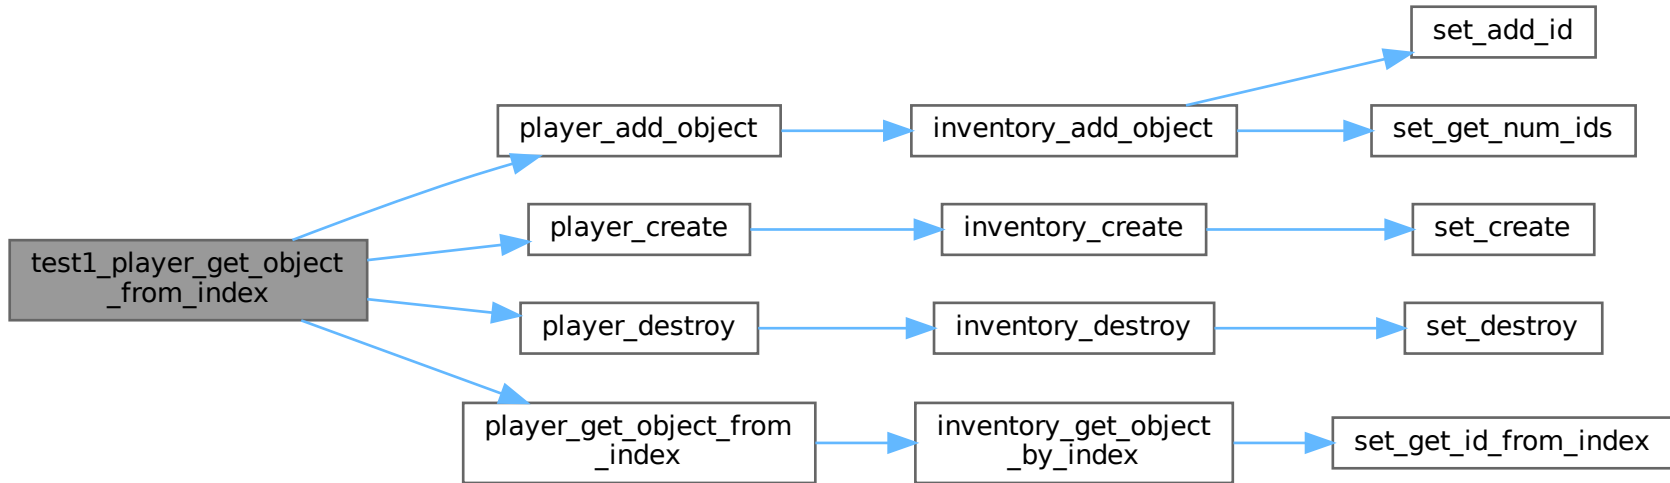 set_add_id
player_add_object
inventory_add_object
set_get_num_ids
player_create
inventory_create
set_create
test1_player_get_object
_from_index
player_destroy
inventory_destroy
set_destroy
player_get_object_from
_index
inventory_get_object
_by_index
set_get_id_from_index